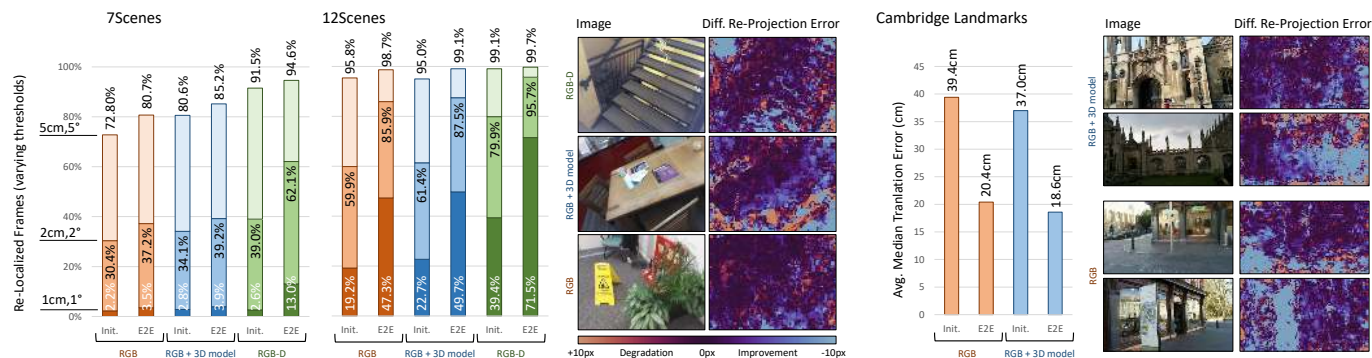 7Scenes
12Scenes
Image
Diff. Re-Projection Error
Cambridge Landmarks
Image
Diff. Re-Projection Error
Re-Localized Frames (varying thresholds)
100%
80%
60%
40%
20%
0%
5cm,5°
2cm,2°
1cm,1°
72.80%
30.4%
2.2%
80.7%
37.2%
3.5%
80.6%
34.1%
2.8%
85.2%
39.2%
3.9%
91.5%
39.0%
2.6%
94.6%
62.1%
13.0%
Init.
E2E
Init.
E2E
Init.
E2E
RGB
RGB + 3D model
RGB-D
95.8%
59.9%
19.2%
98.7%
85.9%
47.3%
95.0%
61.4%
22.7%
99.1%
87.5%
49.7%
99.1%
79.9%
39.4%
99.7%
95.7%
71.5%
Init.
E2E
Init.
E2E
Init.
E2E
RGB
RGB + 3D model
RGB-D
RGB-D
RGB + 3D model
RGB
+10px
Degradation
0px
Improvement
-10px
Avg. Median Tranlation Error (cm)
45
40
35
30
25
20
15
10
5
0
39.4cm
20.4cm
37.0cm
18.6cm
Init.
E2E
Init.
E2E
RGB
RGB + 3D model
RGB + 3D model
RGB